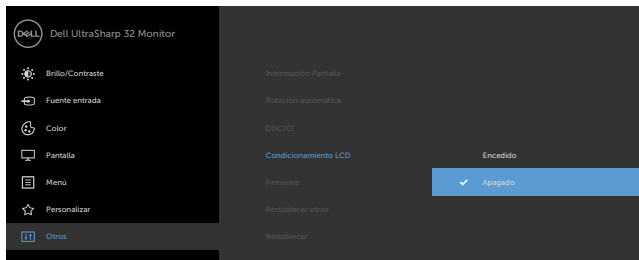 DELL Dell UltraSharp 32 Monitor
Brillo/Contraste
Fuente entrada
Color
Pantalla
Menú
Personalizar
Otros
Información Pantalla
Rotación automática
DDC/CI
Condicionamiento LCD
Firmware
Restablecer otros
Restablecer
Encedido
Apagado